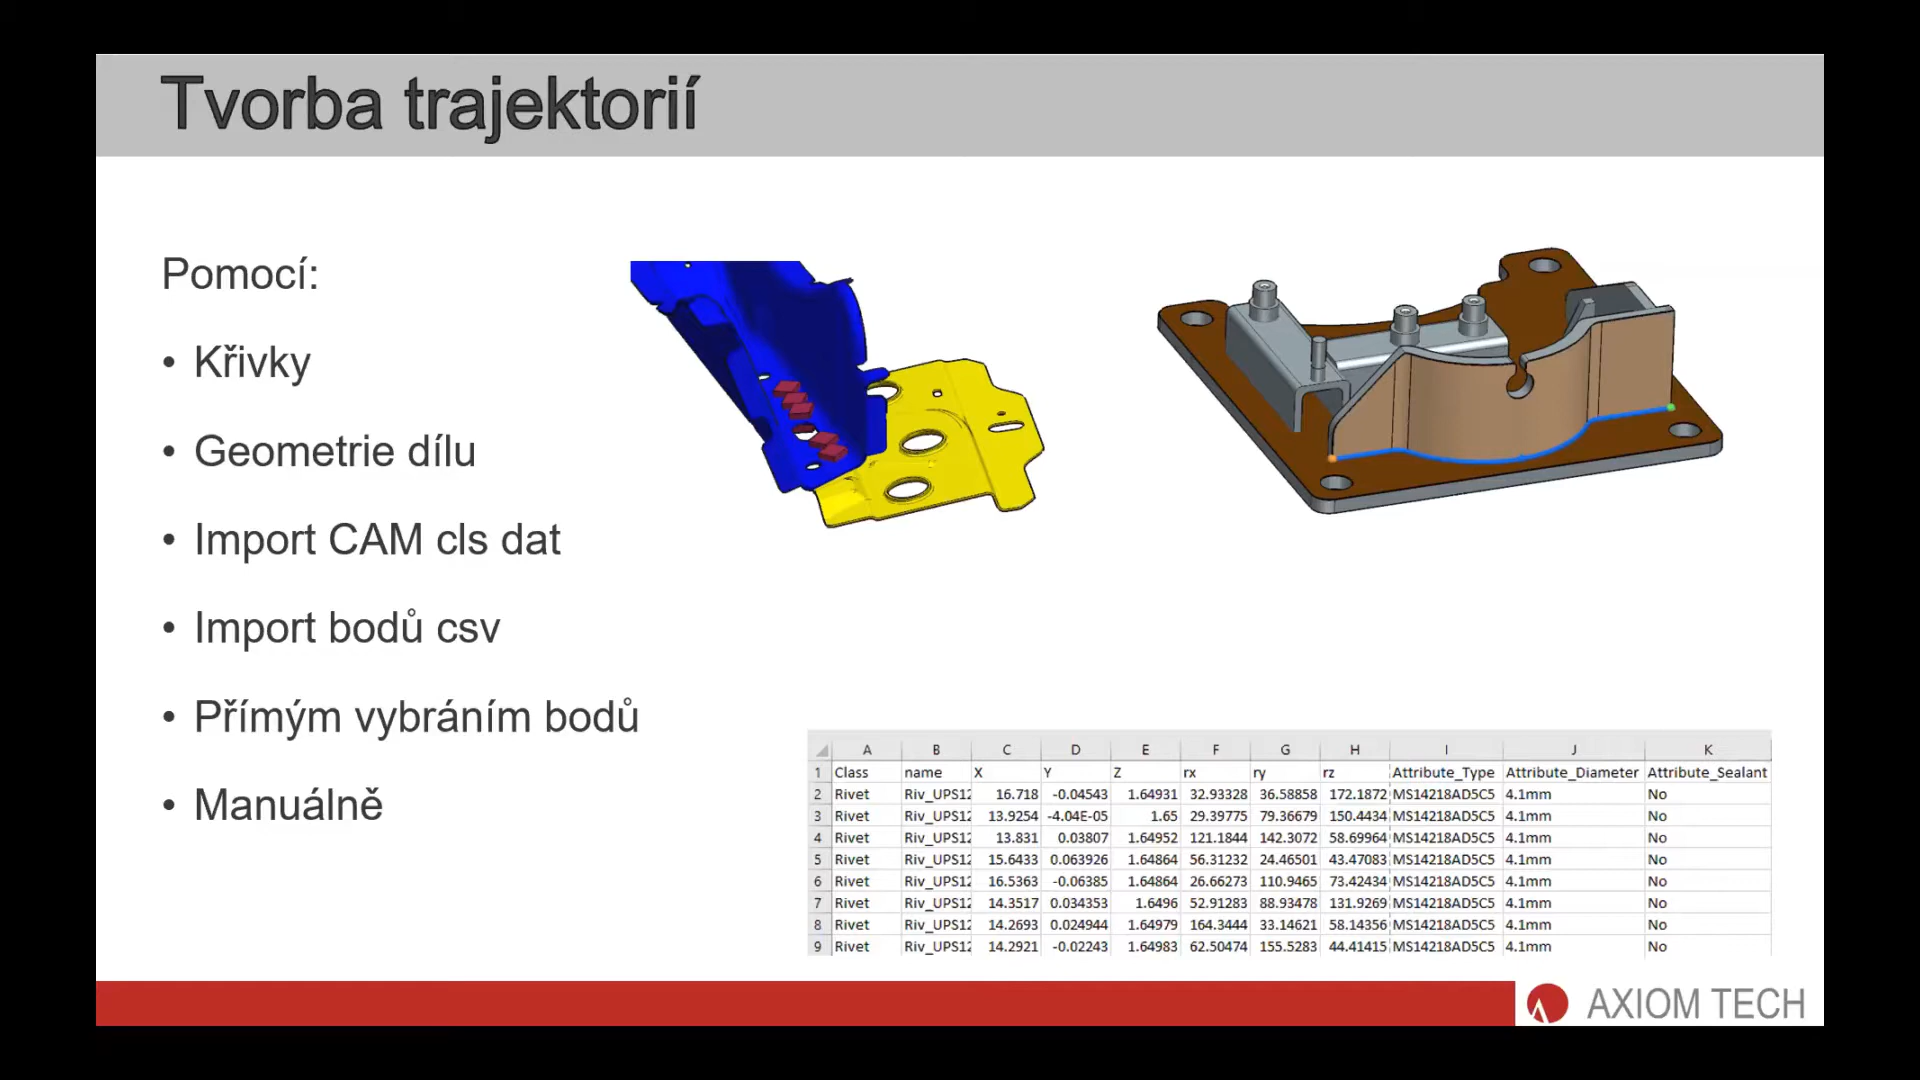 Tvorba trajektorií
Pomocí:
• Křivky
• Geometrie dílu
• Import CAM cls dat
• Import bodů csv
• Přímým vybráním bodů
• Manuálně
A B C D E F G H I J K
1 Class name X Y Z rx ry rz Attribute_Type Attribute_Diameter Attribute_Sealant
2 Rivet Riv_UPS12 16.718 -0.04543 1.64931 32.93328 36.58858 172.1872 MS14218AD5C5 4.1mm No
3 Rivet Riv_UPS12 13.9254 -4.04E-05 1.65 29.39775 79.36679 150.4434 MS14218AD5C5 4.1mm No
4 Rivet Riv_UPS12 13.831 0.03807 1.64952 121.1844 142.3072 58.69964 MS14218AD5C5 4.1mm No
5 Rivet Riv_UPS12 15.6433 0.063926 1.64864 56.31232 24.46501 43.47083 MS14218AD5C5 4.1mm No
6 Rivet Riv_UPS12 16.5363 -0.06385 1.64864 26.66273 110.9465 73.42434 MS14218AD5C5 4.1mm No
7 Rivet Riv_UPS12 14.3517 0.034353 1.6496 52.91283 88.93478 131.9269 MS14218AD5C5 4.1mm No
8 Rivet Riv_UPS12 14.2693 0.024944 1.64979 164.3444 33.14621 58.14356 MS14218AD5C5 4.1mm No
9 Rivet Riv_UPS12 14.2921 -0.02243 1.64983 62.50474 155.5283 44.41415 MS14218AD5C5 4.1mm No
AXIOM TECH